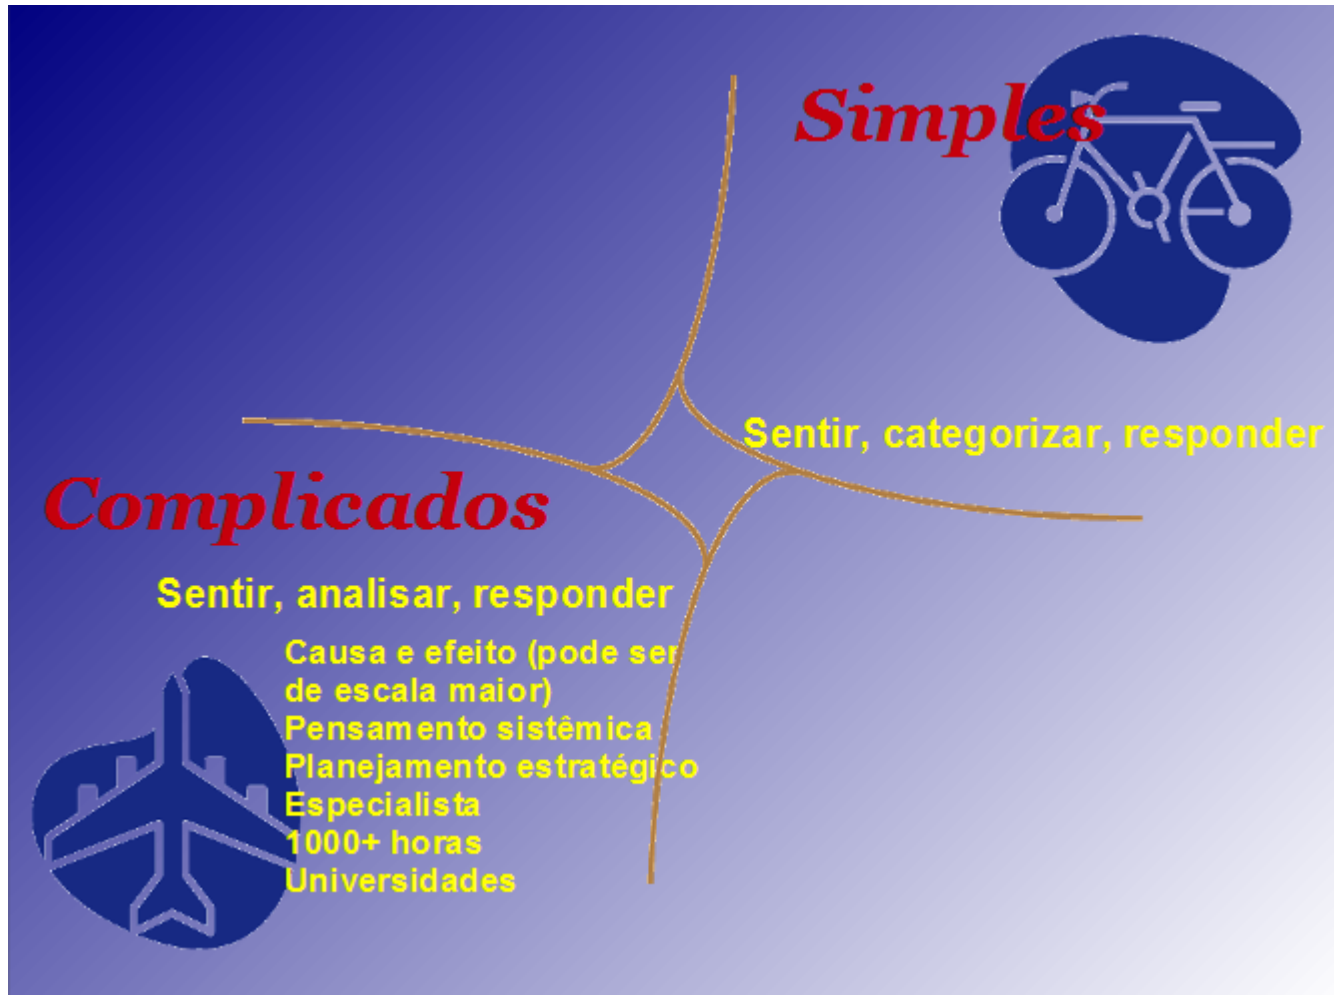 Simples
Sentir, categorizar, responder
Complicados
Sentir, analisar, responder
Causa e efeito (pode ser
de escala maior)
Pensamento sistêmica
Planejamento estratégico
Especialista
1000+ horas
Universidades